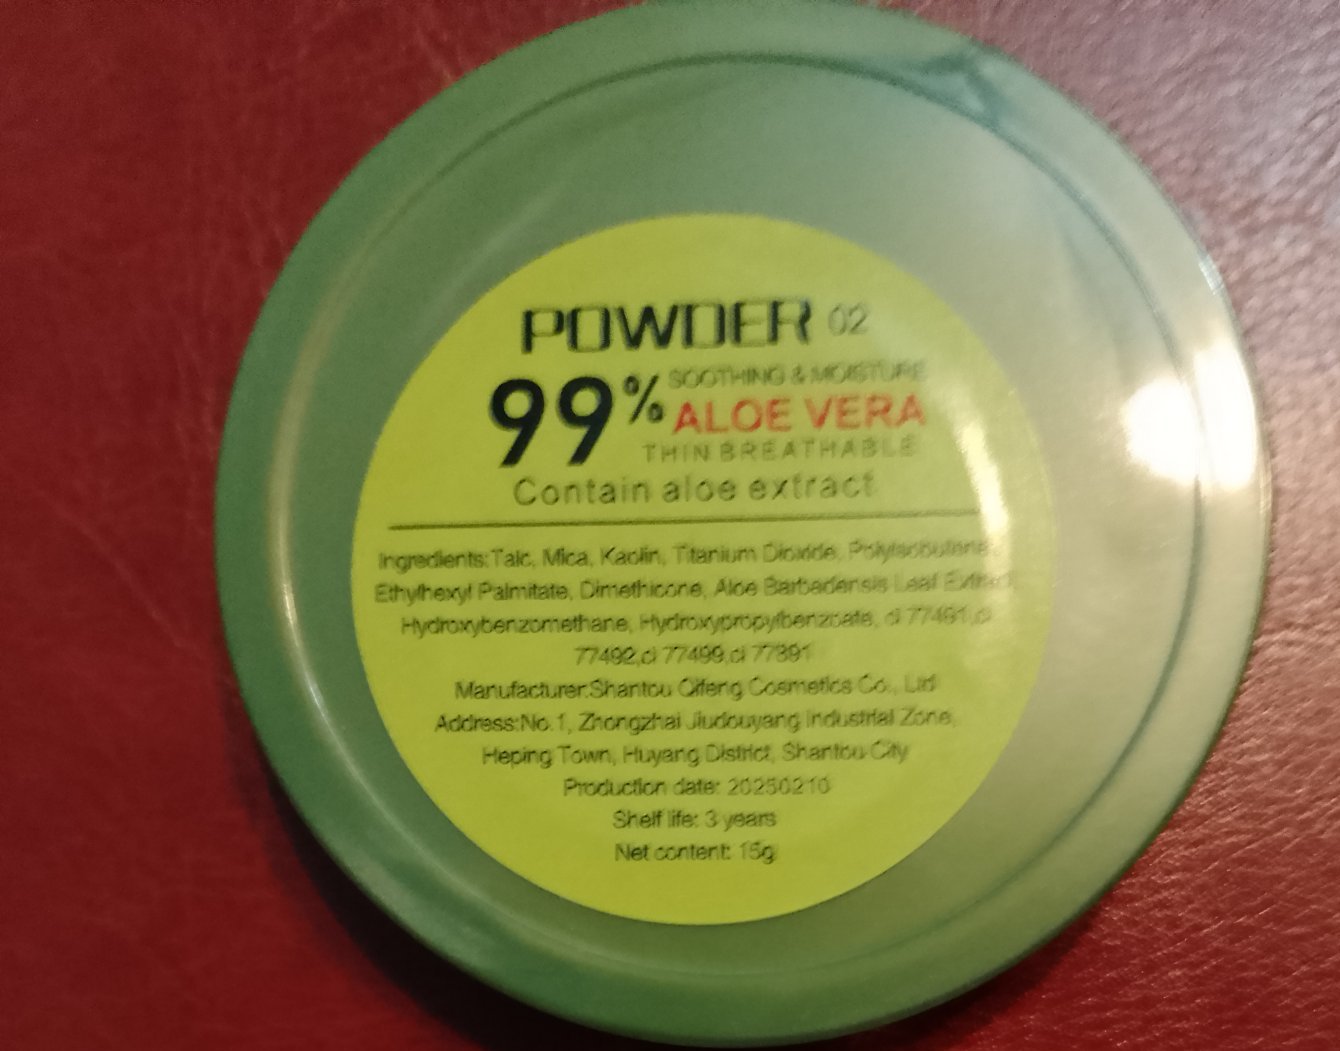 POWDER 02
99% SOOTHING & MOISTURE
ALOE VERA
THIN BREATHABLE
Contain aloe extract
Ingredients:Talc, Mica, Kaolin, Titanium Dioxide, Polyisobutene,
Ethylhexyl Palmitate, Dimethicone, Aloe Barbadensis Leaf Extract
Hydroxybenzomethane, Hydroxypropylbenzoate, ci 77491,ci
77492,ci 77499,ci 77891
Manufacturer:Shantou Qifeng Cosmetics Co., Ltd
Address:No.1, Zhongzhai Jiudouyang Industrial Zone,
Heping Town, Huyang District, Shantou City
Production date: 20250210
Shelf life: 3 years
Net content: 15g